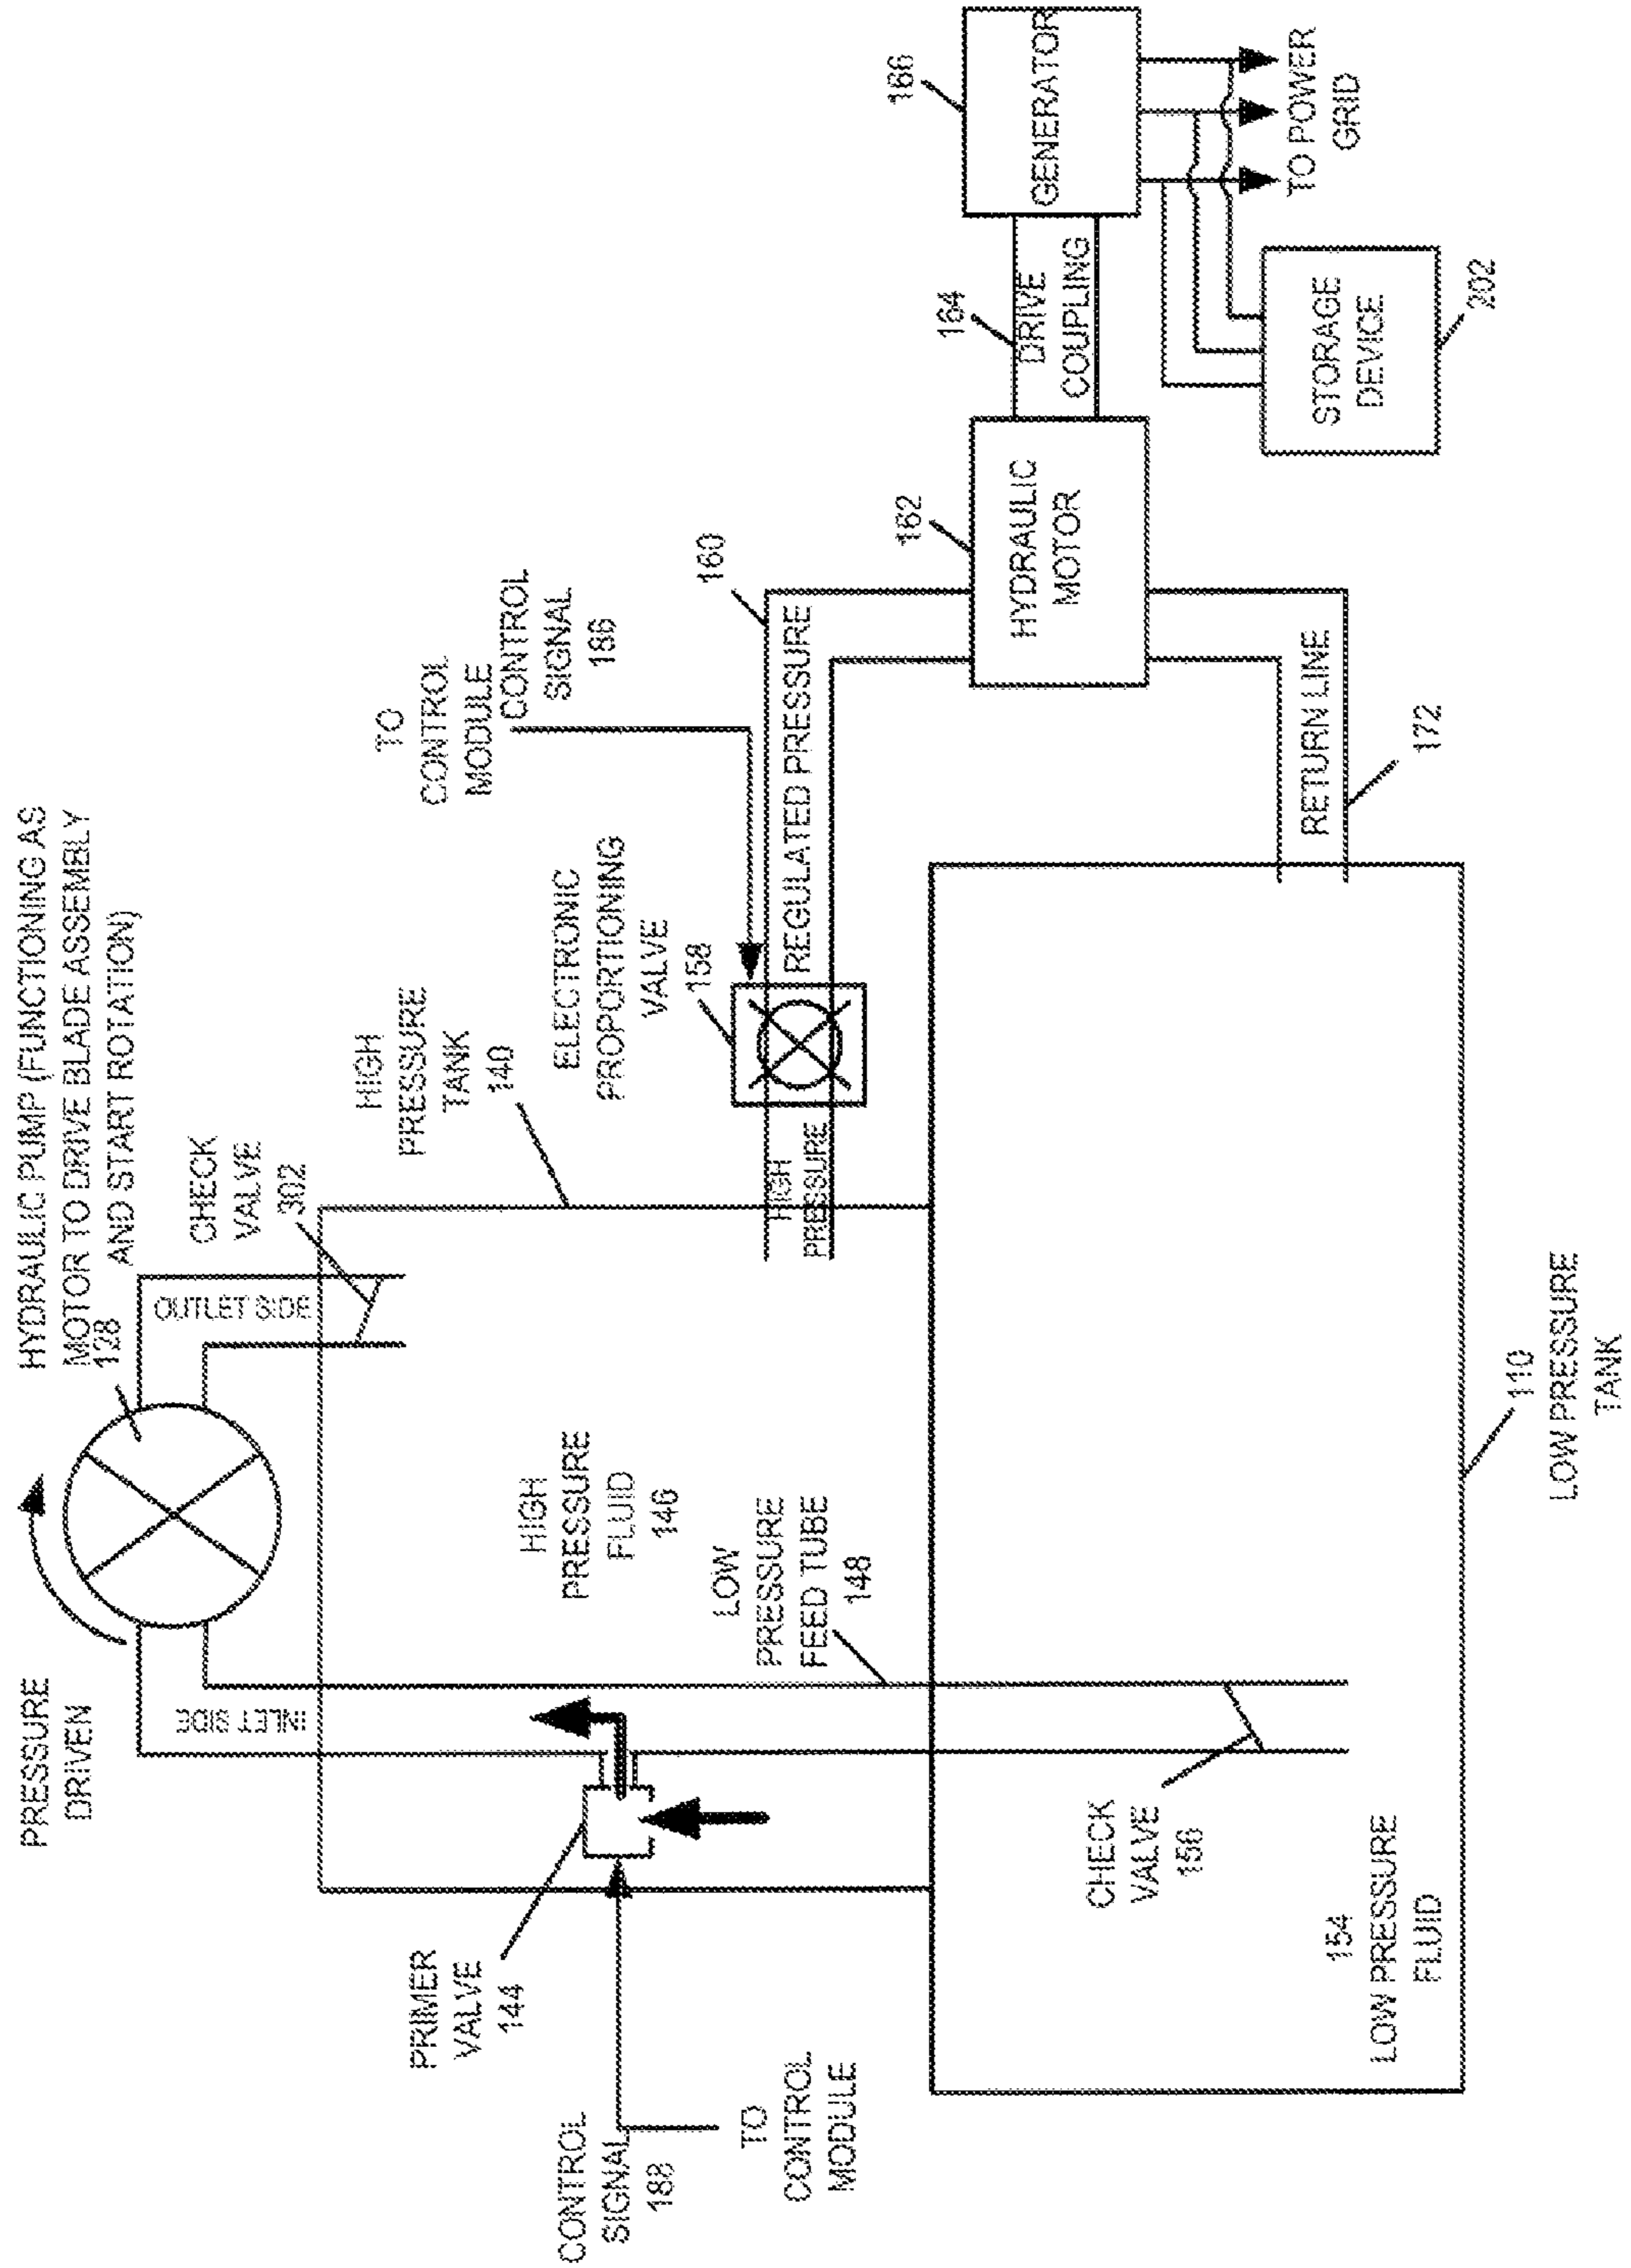 HYDRAULIC PUMP (FUNCTIONING AS
MOTOR TO DRIVE BLADE ASSEMBLY
128 AND START ROTATION)
PRESSURE
DRIVEN
CHECK
VALVE
302
OUTLET SIDE
INLET SIDE
HIGH
PRESSURE
TANK
140
TO
CONTROL
MODULE
CONTROL
SIGNAL
186
PRIMER
VALVE
144
CONTROL
SIGNAL
188
TO
CONTROL
MODULE
HIGH
PRESSURE
FLUID
146
LOW
PRESSURE
FEED TUBE
148
ELECTRONIC
PROPORTIONING
VALVE
158
HIGH
PRESSURE
REGULATED PRESSURE
160
162
HYDRAULIC
MOTOR
164
DRIVE
COUPLING
166
GENERATOR
TO POWER
GRID
STORAGE
DEVICE
202
RETURN LINE
172
CHECK
VALVE
156
154
LOW PRESSURE
FLUID
110
LOW PRESSURE
TANK